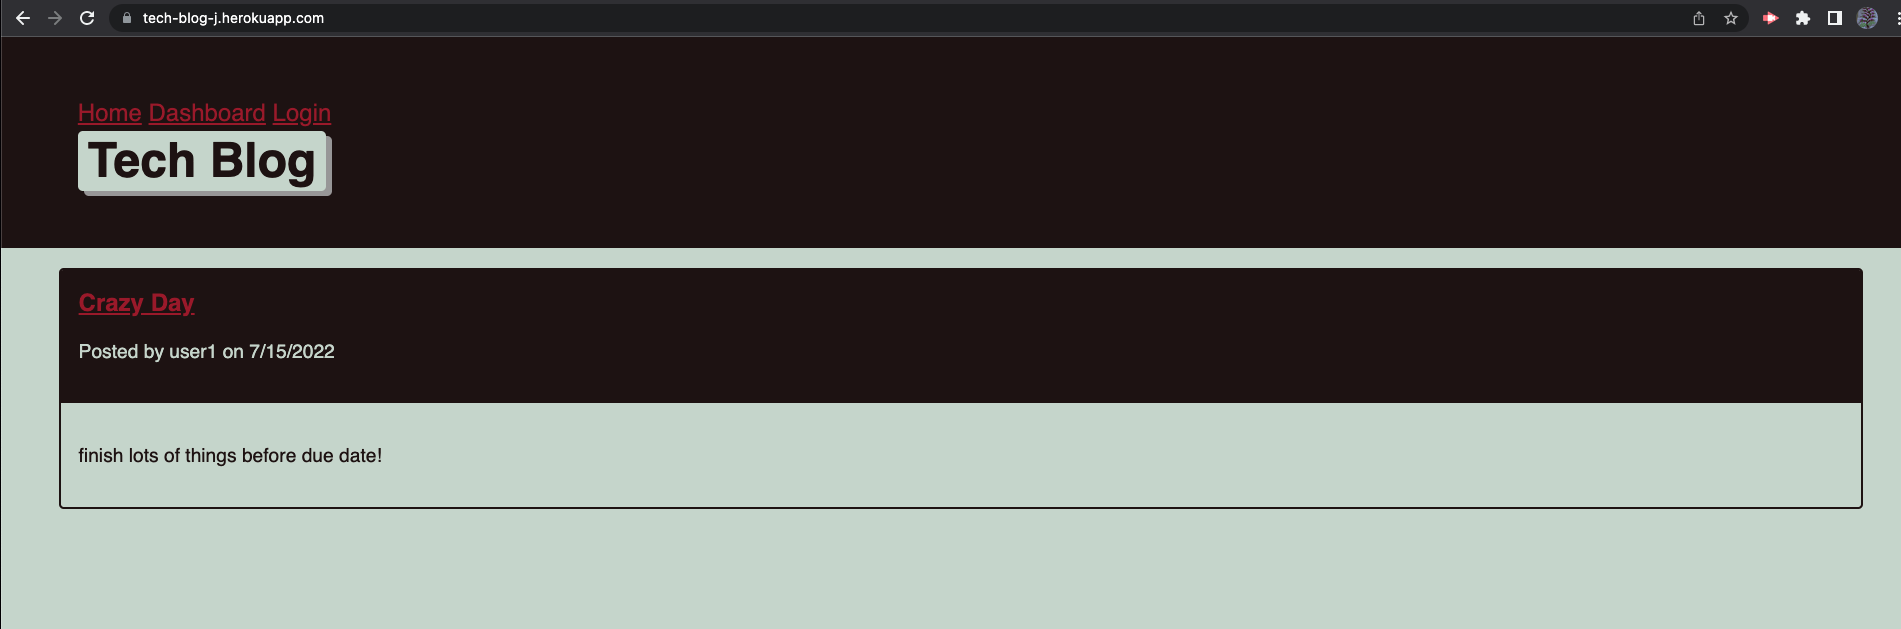 tech-blog-j.herokuapp.com
Home Dashboard Login
Tech Blog
Crazy Day
Posted by user1 on 7/15/2022
finish lots of things before due date!